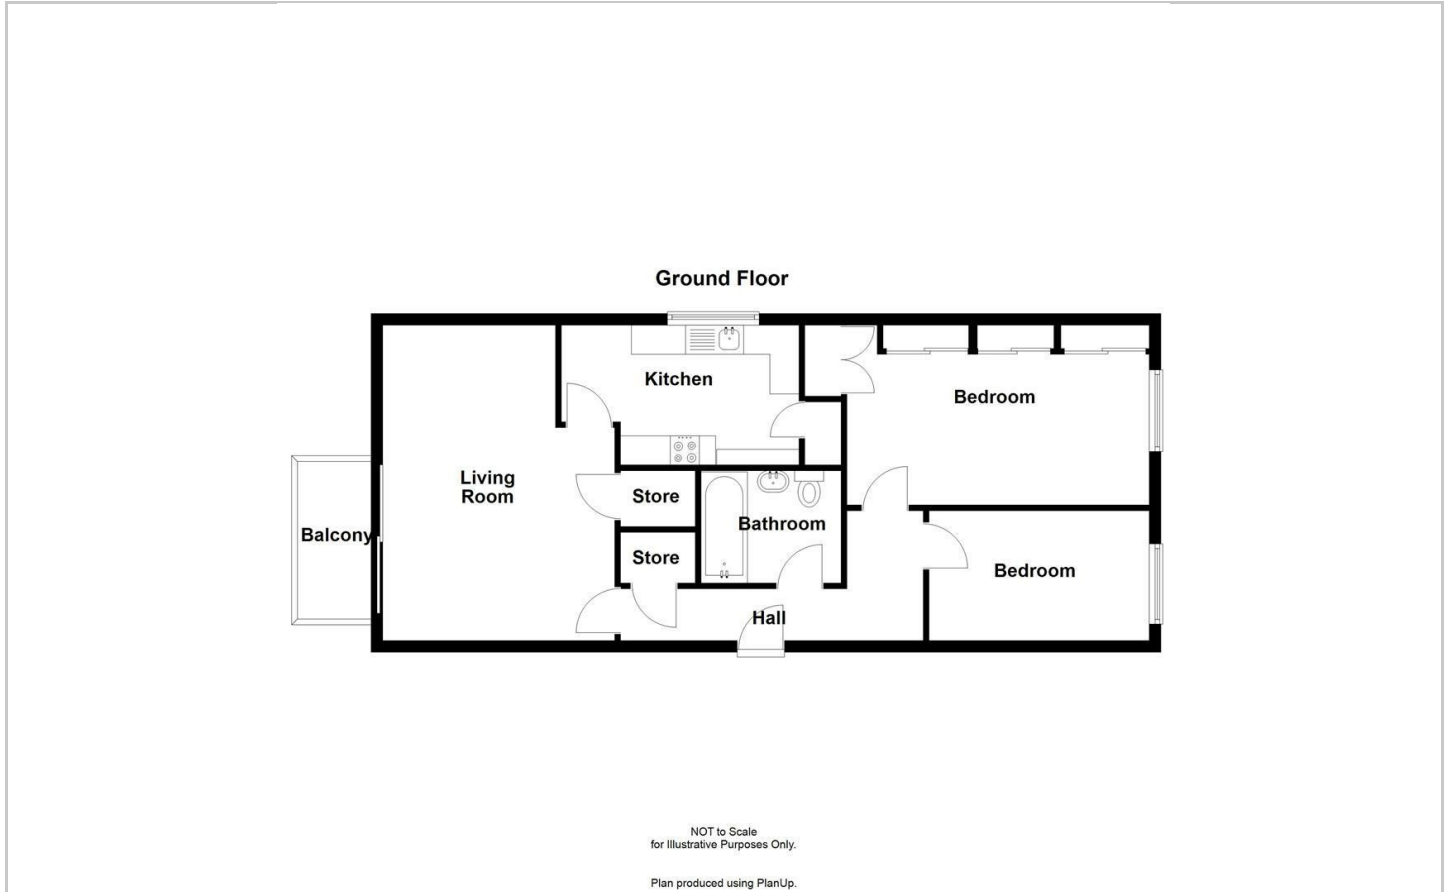 Ground Floor
Kitchen
Bedroom
Living
Room
Store
Bathroom
Balcony
Store
Bedroom
Hall
NOT to Scale
for Illustrative Purposes Only.
Plan produced using PlanUp.